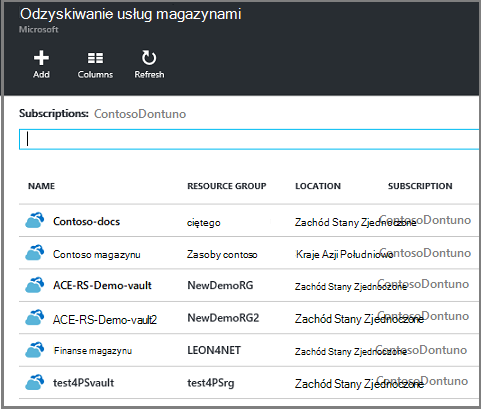 Odzyskiwanie usług magazynami
Microsoft
Add Columns Refresh
Subscriptions: ContosoDontuno
NAME RESOURCE GROUP LOCATION SUBSCRIPTION
Contoso-docs ciętego Zachód Stany Zjednoczone ContosoDontuno
Contoso magazynu Zasoby contoso Kraje Azji Południowo ContosoDontuno
ACE-RS-Demo-vault NewDemoRG Zachód Stany Zjednoczone ContosoDontuno
ACE-RS-Demo-vault2 NewDemoRG2 Zachód Stany Zjednoczone ContosoDontuno
Finanse magazynu LEON4NET Zachód Stany Zjednoczone ContosoDontuno
test4PSvault test4PSrg Zachód Stany Zjednoczone ContosoDontuno